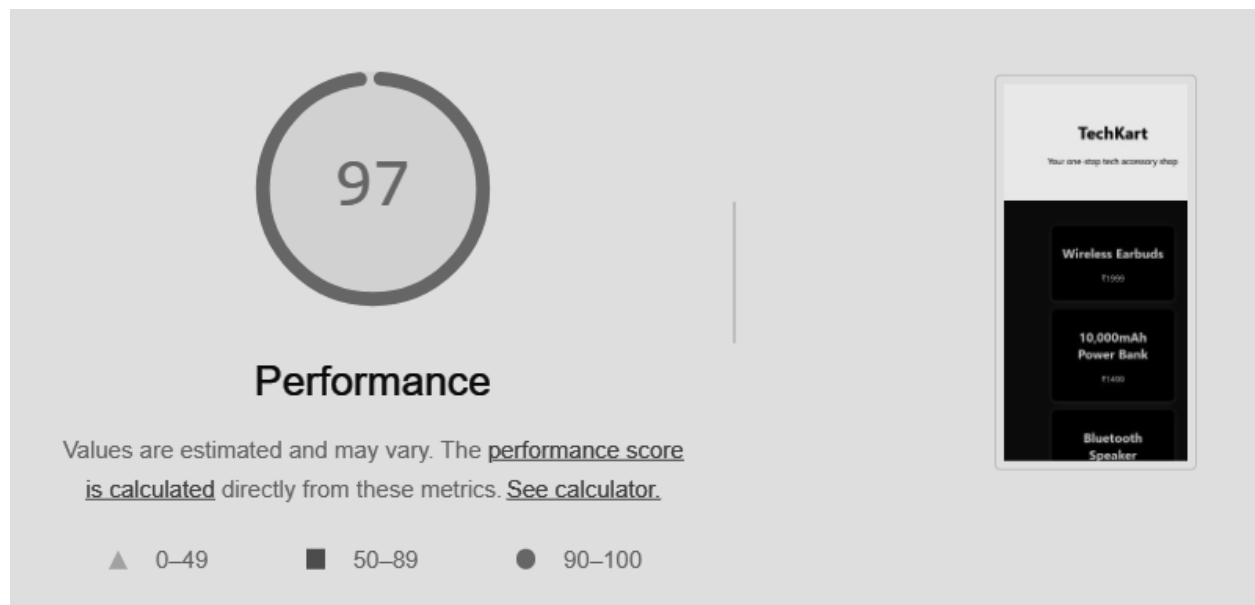 97
Performance
Values are estimated and may vary. The performance score
is calculated directly from these metrics. See calculator.
0–49
50–89
90–100
TechKart
Your one-stop tech accessory shop
Wireless Earbuds
₹1999
10,000mAh
Power Bank
₹1499
Bluetooth
Speaker